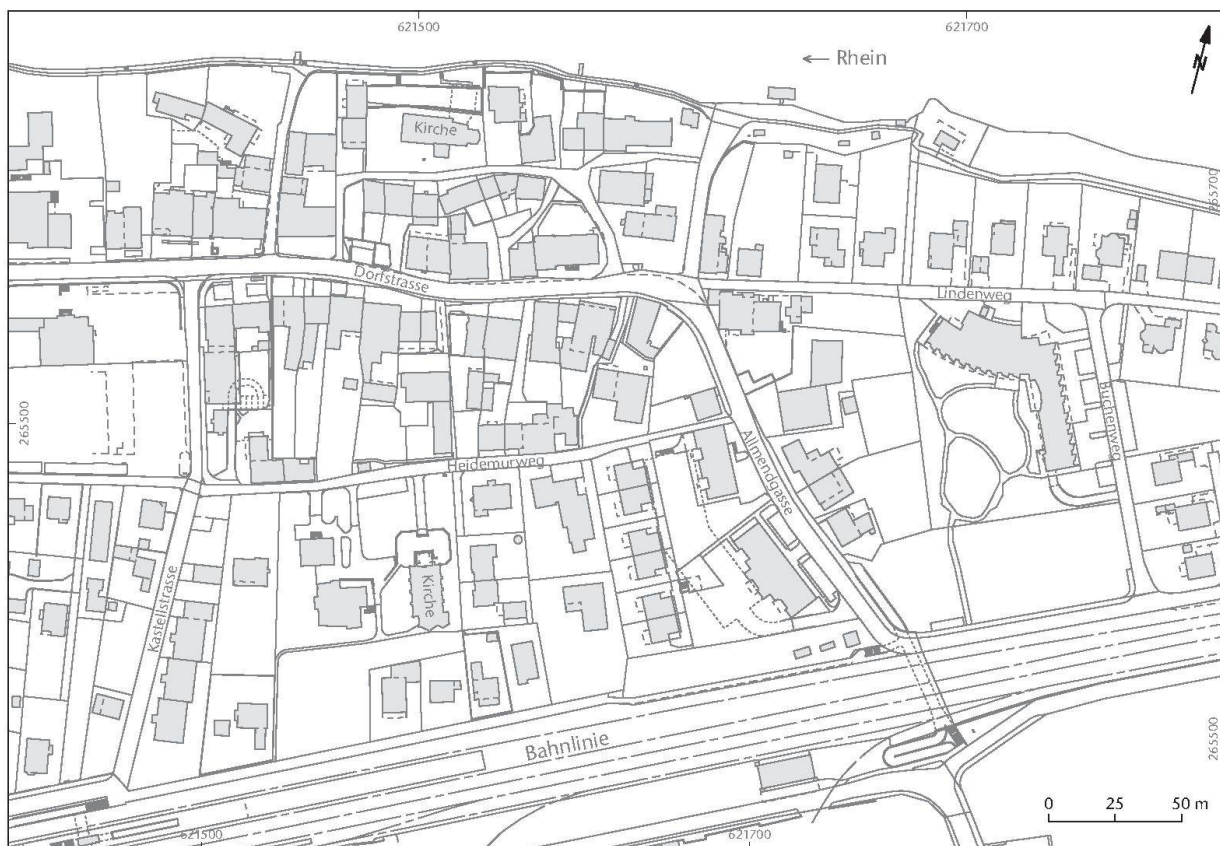 621500
621700
N
← Rhein
Kirche
265700
Dorfstrasse
Lindenweg
265500
Buchenweg
Allmendgasse
Heidemurweg
Kirche
Kastellstrasse
Bahnlinie
265500
0 25 50 m
621500
621700